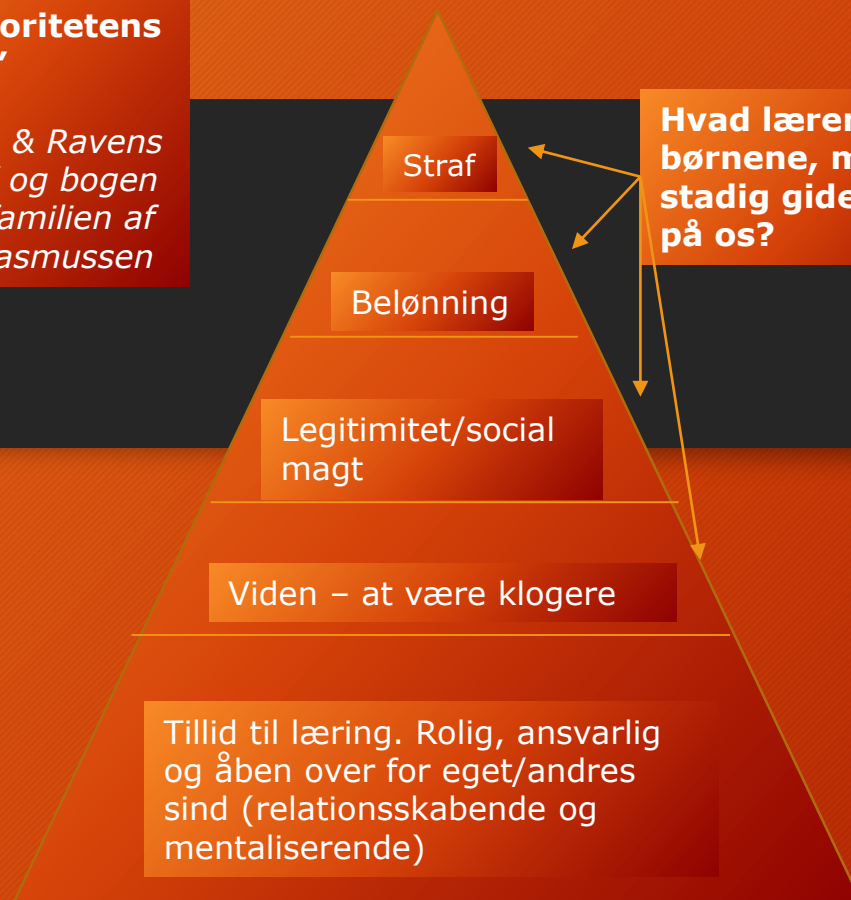 oritetens
& Ravens
og bogen
amilien af
asmussen
Straf
Hvad lærer
børnene,
stadig gide
på os?
Belønning
Legitimitet/social
magt
Viden – at være klogere
Tillid til læring. Rolig, ansvarlig
og åben over for eget/andres
sind (relationsskabende og
mentaliserende)